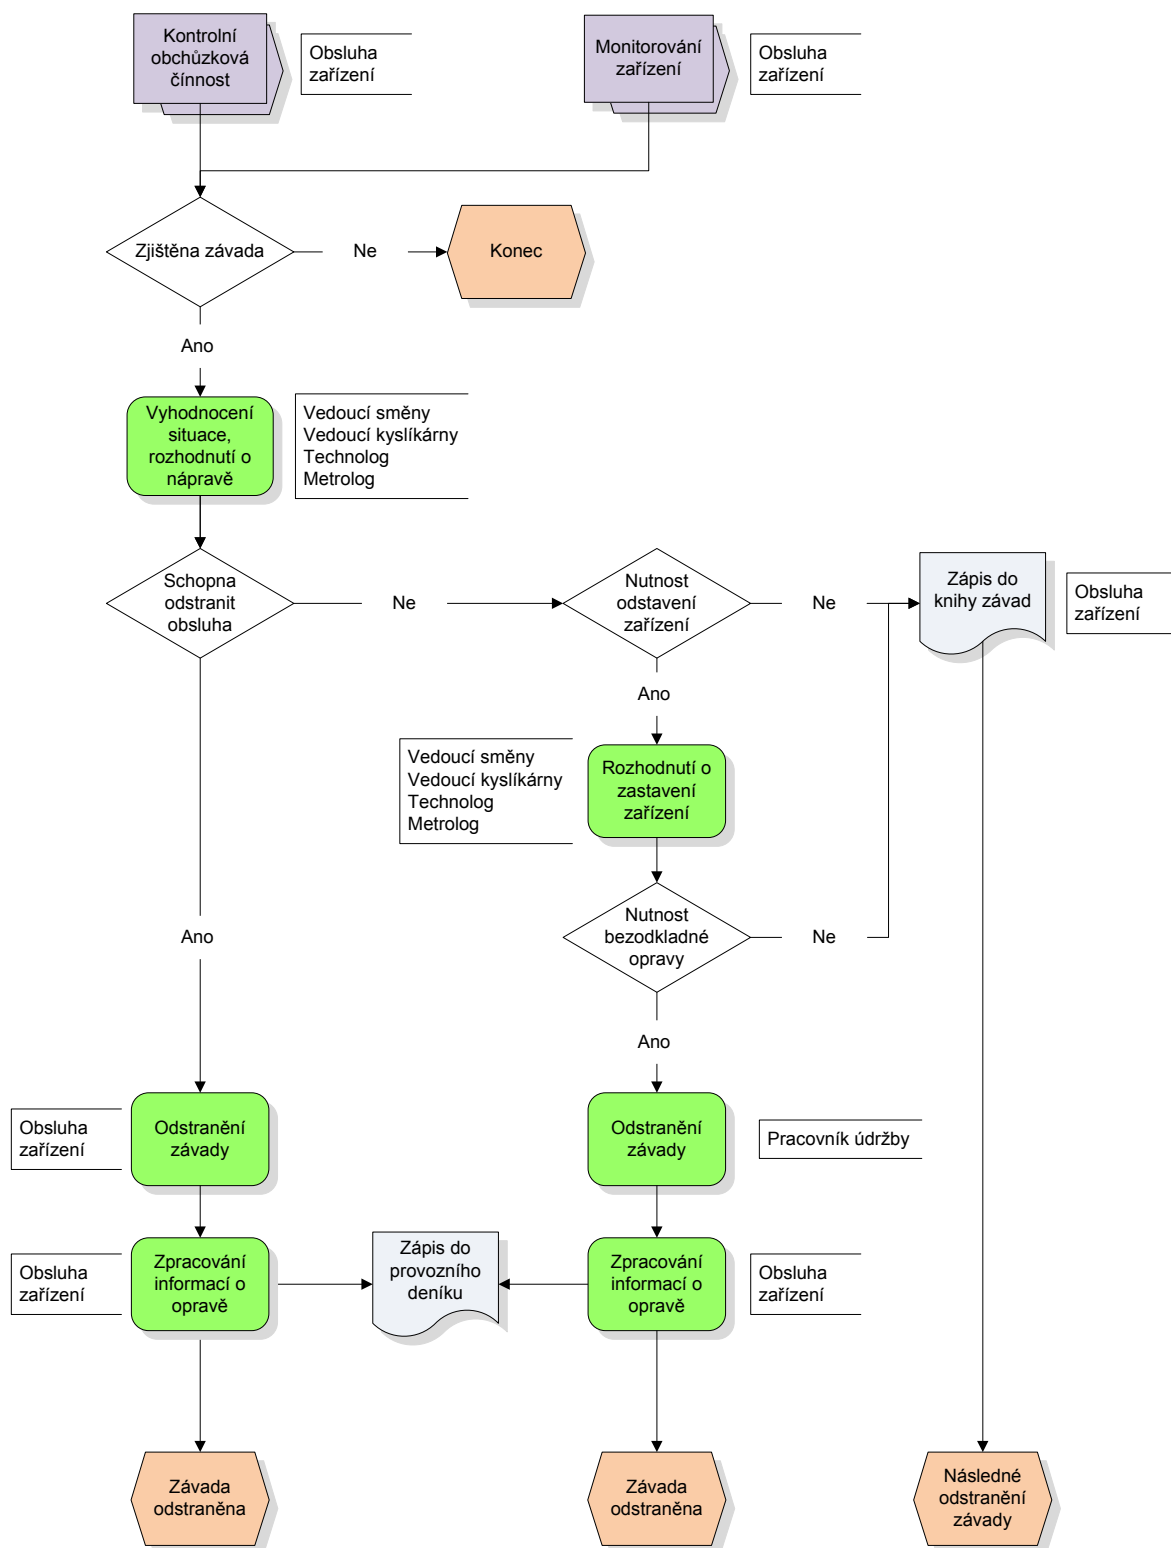 Kontrolní
obchůzková
čínnost
Obsluha
zařízení
Monitorování
zařízení
Obsluha
zařízení
Zjištěna závada
Ne
Konec
Ano
Vyhodnocení
situace,
rozhodnutí o
nápravě
Vedoucí směny
Vedoucí kyslíkárny
Technolog
Metrolog
Schopna
odstranit
obsluha
Ne
Nutnost
odstavení
zařízení
Ne
Zápis do
knihy závad
Obsluha
zařízení
Ano
Vedoucí směny
Vedoucí kyslíkárny
Technolog
Metrolog
Rozhodnutí o
zastavení
zařízení
Ano
Nutnost
bezodkladné
opravy
Ne
Ano
Obsluha
zařízení
Odstranění
závady
Odstranění
závady
Pracovník údržby
Obsluha
zařízení
Zpracování
informací o
opravě
Zápis do
provozního
deníku
Zpracování
informací o
opravě
Obsluha
zařízení
Závada
odstraněna
Závada
odstraněna
Následné
odstranění
závady